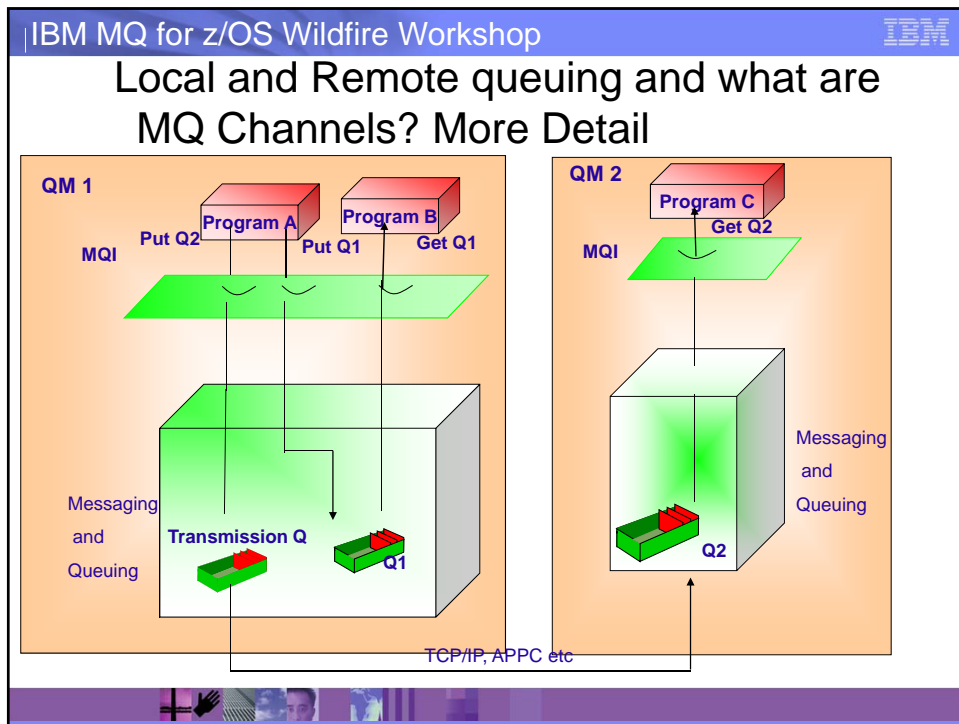 IBM MQ for z/OS Wildfire Workshop
IBM
Local and Remote queuing and what are
MQ Channels? More Detail
QM 1
Program A
Program B
Put Q2
Put Q1
Get Q1
MQI
Messaging
and
Queuing
Transmission Q
Q1
QM 2
Program C
Get Q2
MQI
Messaging
and
Queuing
Q2
TCP/IP, APPC etc